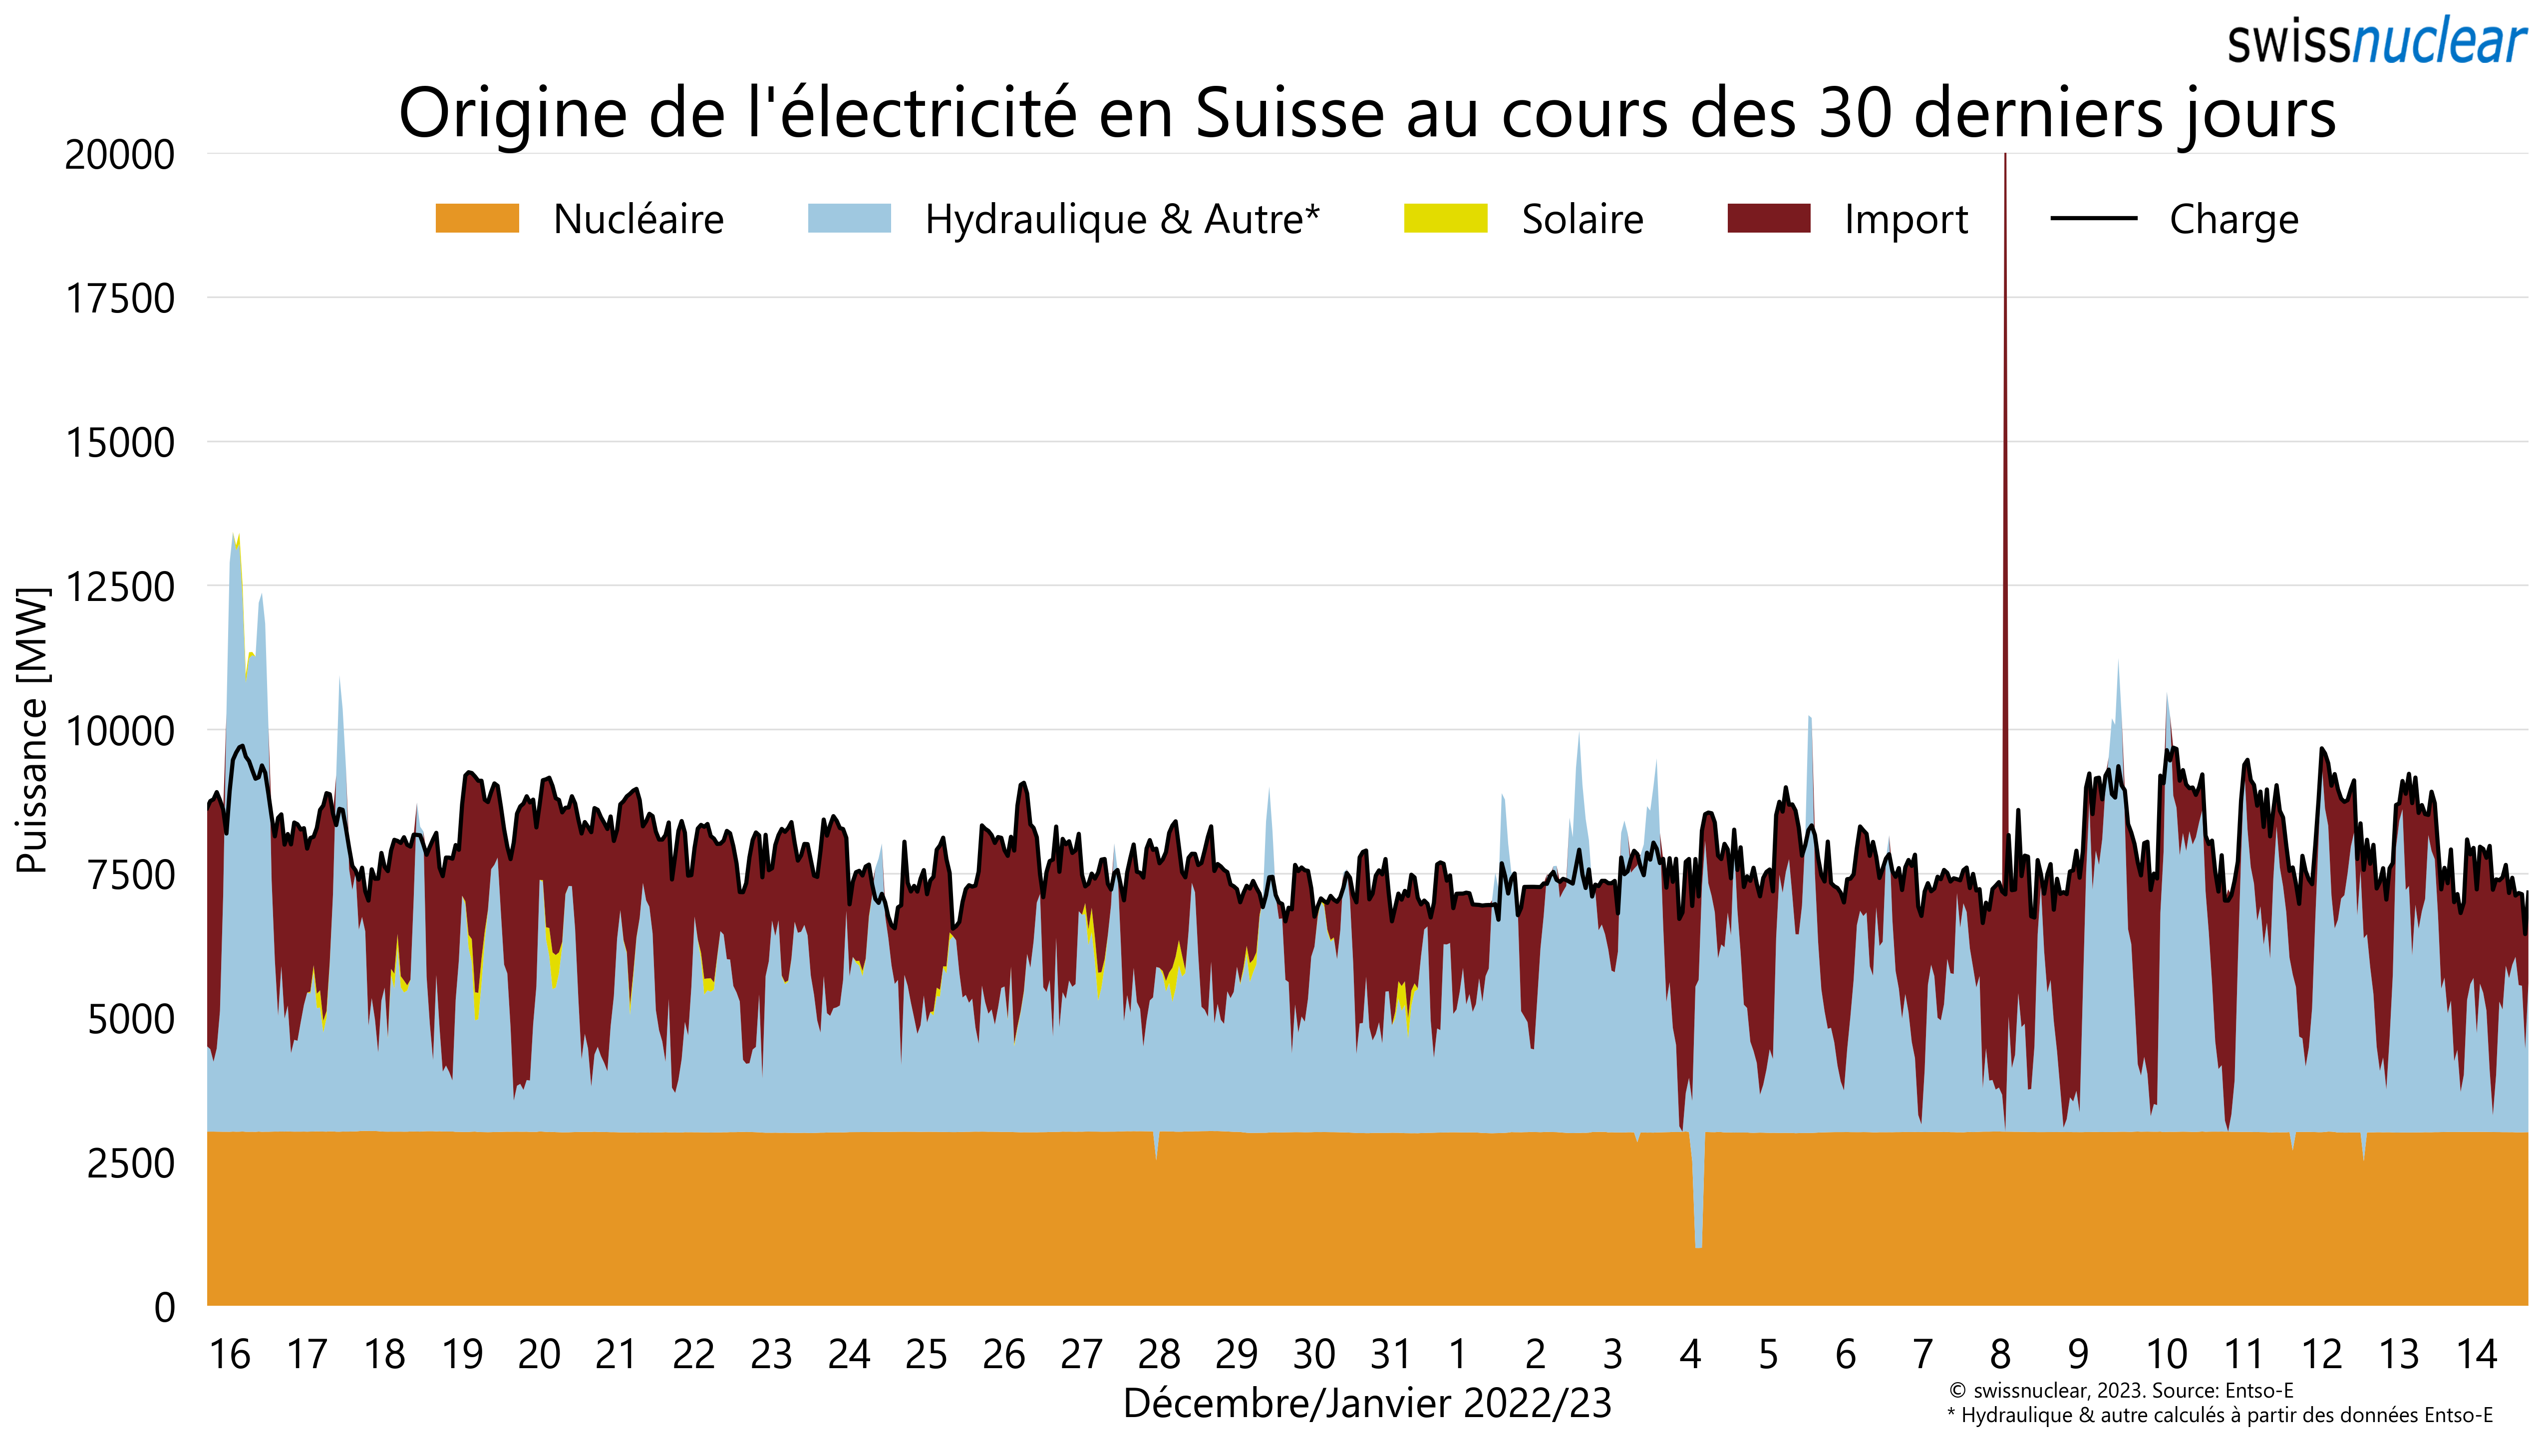 swissnuclear
Origine de l'électricité en Suisse au cours des 30 derniers jours
Nucléaire Hydraulique & Autre* Solaire Import Charge
20000
17500
15000
12500
10000
7500
5000
2500
0
Puissance [MW]
16 17 18 19 20 21 22 23 24 25 26 27 28 29 30 31 1 2 3 4 5 6 7 8 9 10 11 12 13 14
Décembre/Janvier 2022/23
© swissnuclear, 2023. Source: Entso-E
* Hydraulique & autre calculés à partir des données Entso-E